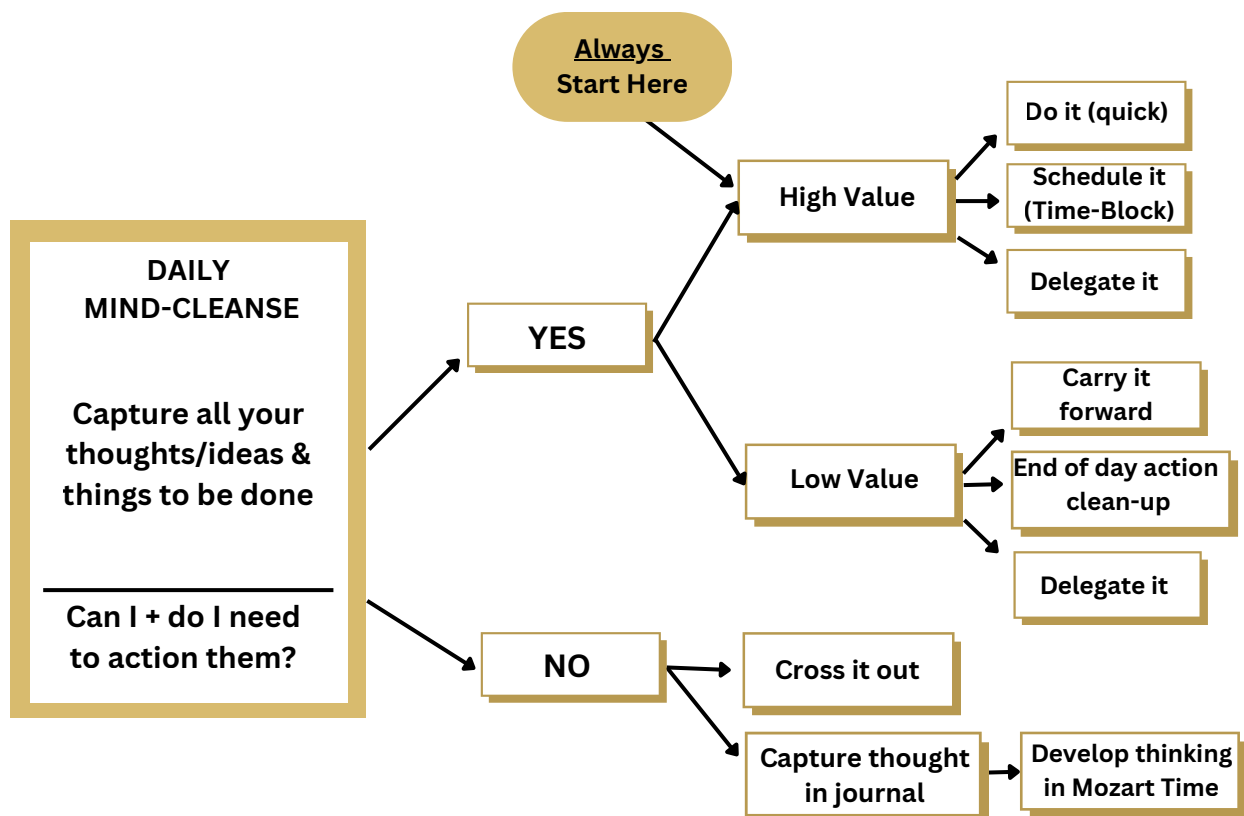 Always
Start Here
DAILY
MIND-CLEANSE
Capture all your
thoughts/ideas &
things to be done
Can I + do I need
to action them?
YES
High Value
Do it (quick)
Schedule it
(Time-Block)
Delegate it
Low Value
Carry it
forward
End of day action
clean-up
Delegate it
NO
Cross it out
Capture thought
in journal
Develop thinking
in Mozart Time